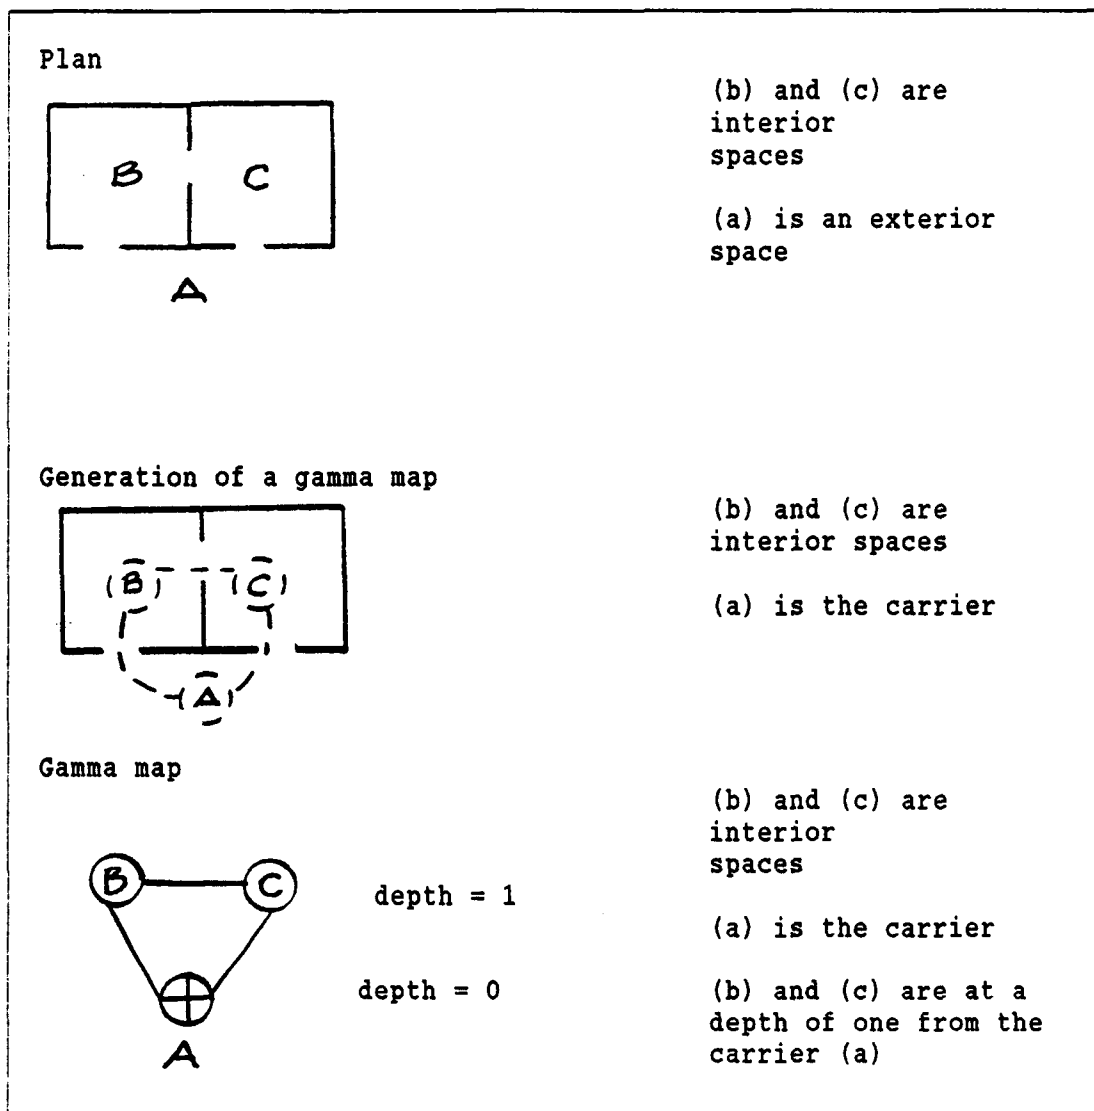 Plan
(b) and (c) are
interior
spaces
B
C
(a) is an exterior
space
A
Generation of a gamma map
(b) and (c) are
interior spaces
B
C
(a) is the carrier
A
Gamma map
(b) and (c) are
interior
spaces
B
C
depth = 1
(a) is the carrier
depth = 0
(b) and (c) are at a
depth of one from the
carrier (a)
A